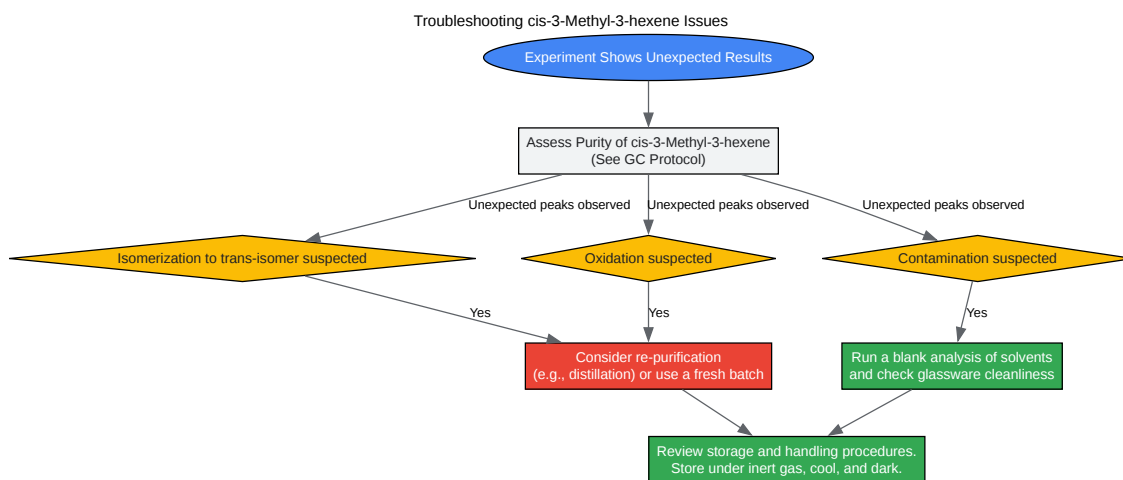 Troubleshooting cis-3-Methyl-3-hexene Issues
Experiment Shows Unexpected Results
Assess Purity of cis-3-Methyl-3-hexene
(See GC Protocol)
Unexpected peaks observed
Unexpected peaks observed
Unexpected peaks observed
Isomerization to trans-isomer suspected
Oxidation suspected
Contamination suspected
Yes
Yes
Yes
Consider re-purification
(e.g., distillation) or use a fresh batch
Run a blank analysis of solvents
and check glassware cleanliness
Review storage and handling procedures.
Store under inert gas, cool, and dark.